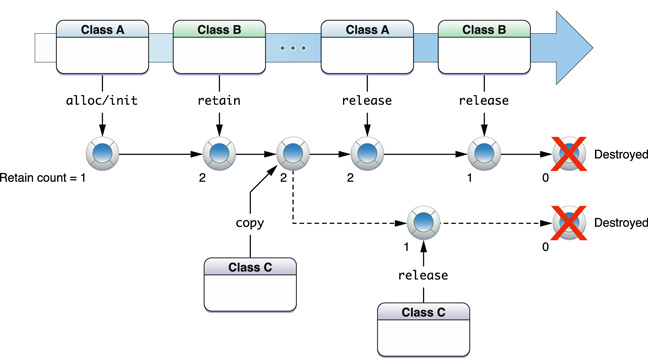 Class A
Class B
Class A
Class B
alloc/init
retain
release
release
Destroyed
Retain count = 1
2
2
2
1
0
copy
Destroyed
1
0
Class C
release
Class C